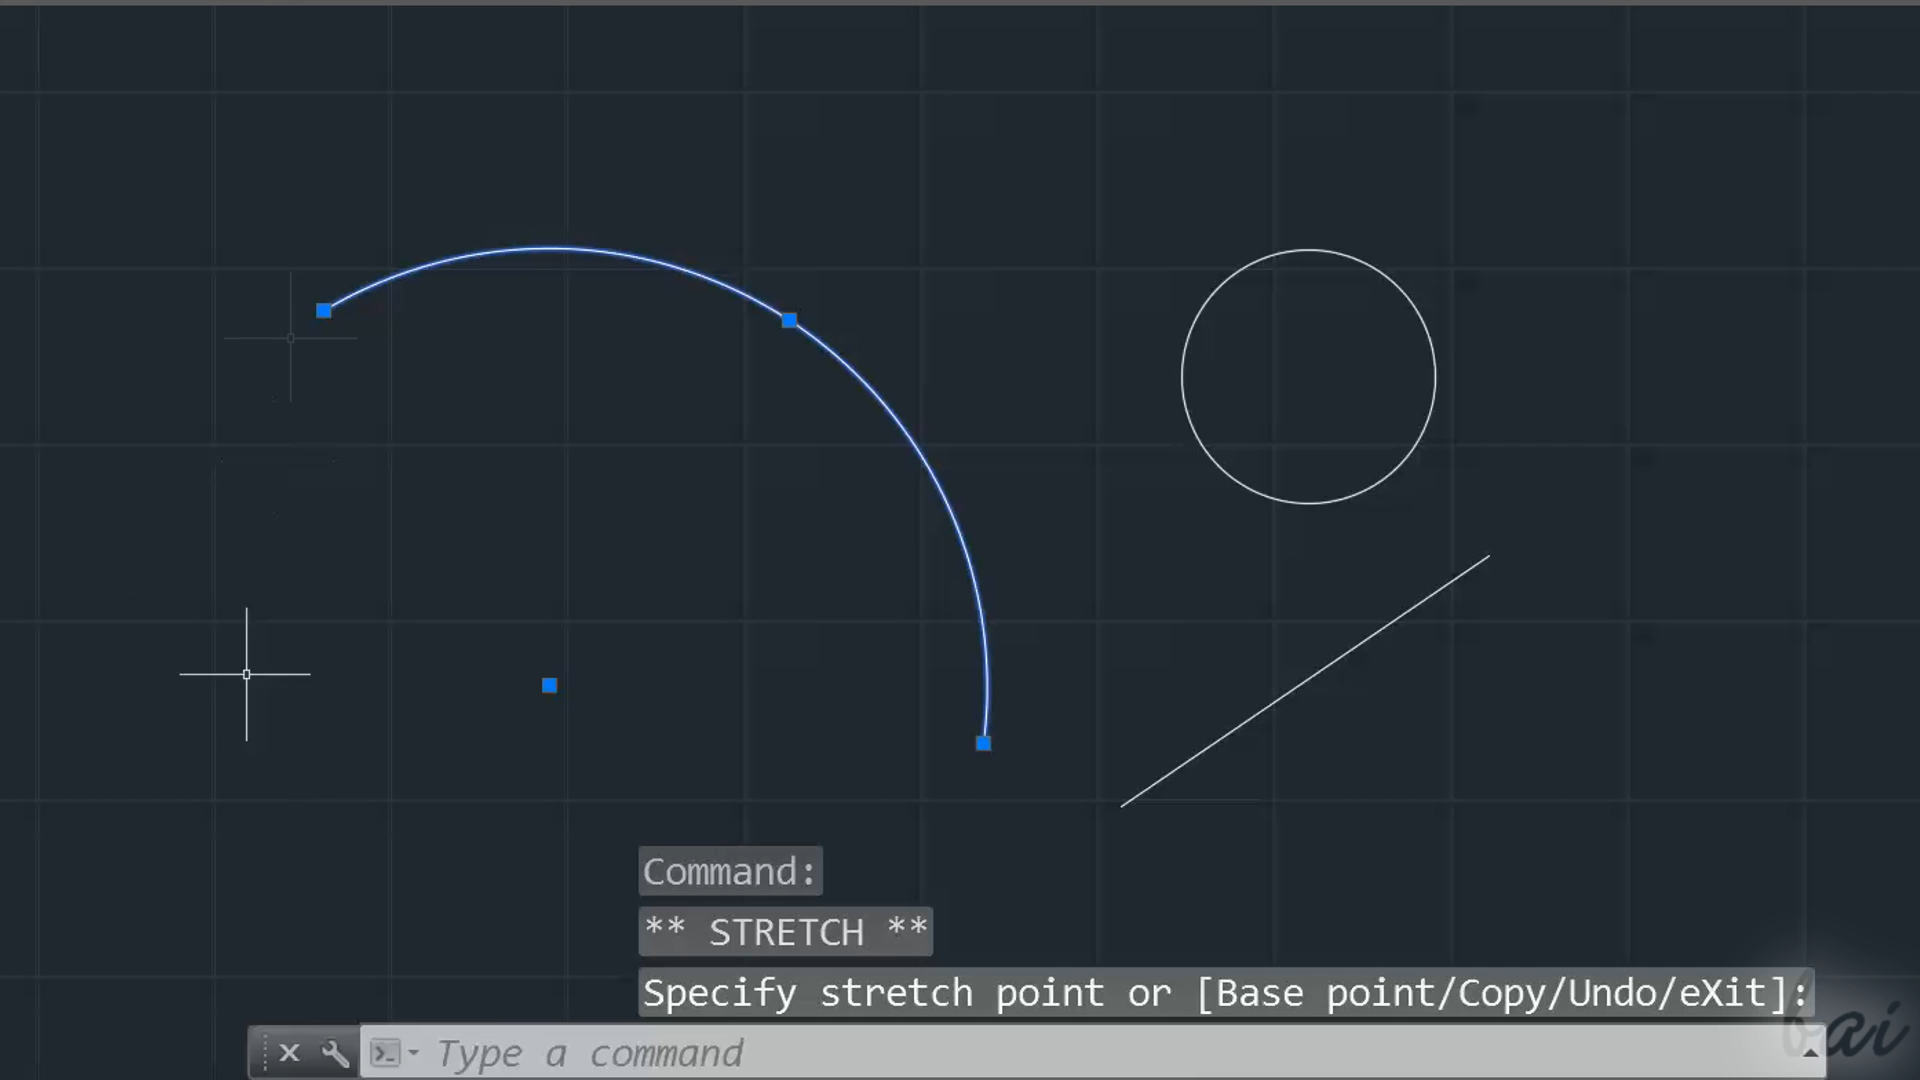 Command:
** STRETCH **
Specify stretch point or [Base point/Copy/Undo/eXit]:
Type a command